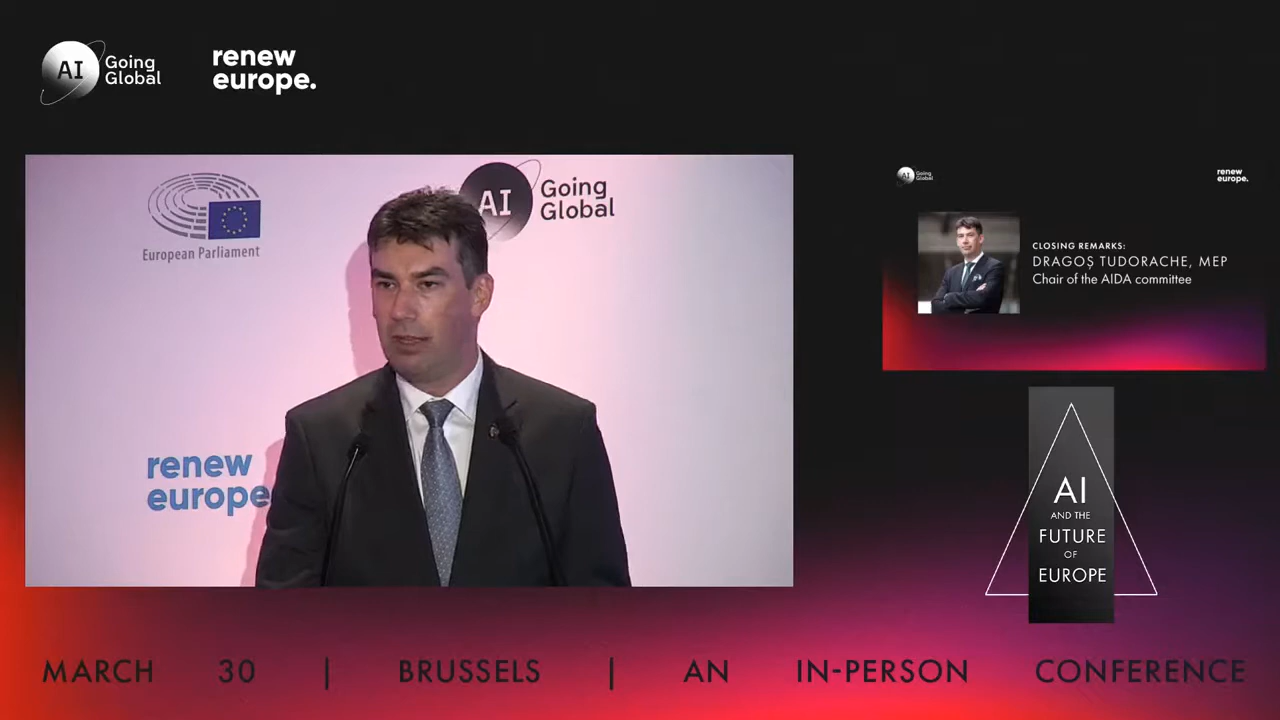 AI Going Global
renew
europe.
European Parliament
AI Going Global
renew
europe
AI Going Global
renew
europe.
CLOSING REMARKS:
DRAGOȘ TUDORACHE, MEP
Chair of the AIDA committee
AI
AND THE
FUTURE
OF
EUROPE
MARCH 30 | BRUSSELS | AN IN-PERSON CONFERENCE